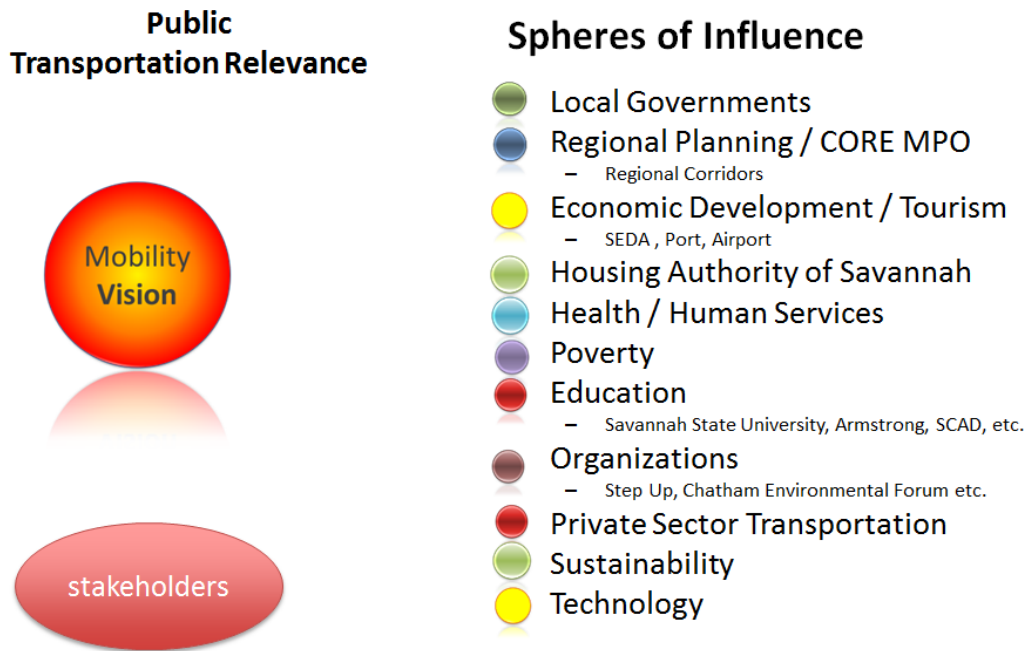 Public
Transportation Relevance
Mobility
Vision
stakeholders
Spheres of Influence
Local Governments
Regional Planning / CORE MPO
– Regional Corridors
Economic Development / Tourism
– SEDA , Port, Airport
Housing Authority of Savannah
Health / Human Services
Poverty
Education
– Savannah State University, Armstrong, SCAD, etc.
Organizations
– Step Up, Chatham Environmental Forum etc.
Private Sector Transportation
Sustainability
Technology